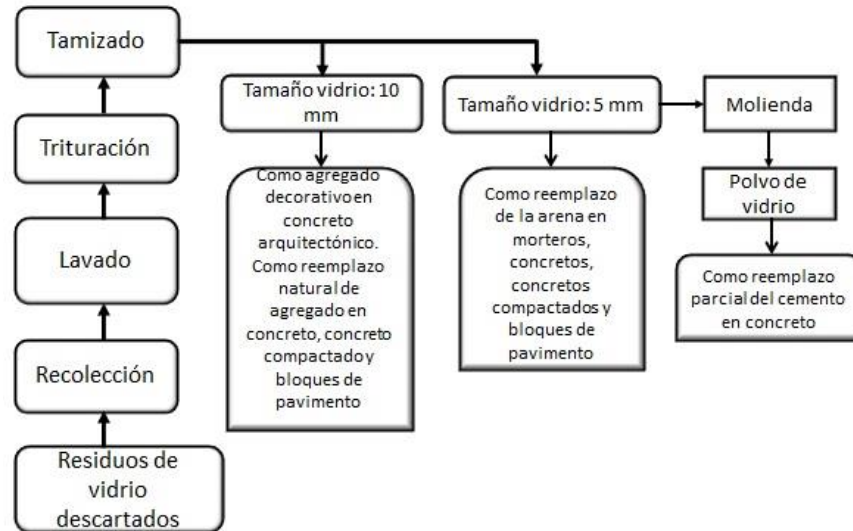 Tamizado
Trituración
Lavado
Recolección
Residuos de
vidrio
descartados
Tamaño vidrio: 10
mm
Como agregado
decorativo en
concreto
arquitectónico.
Como reemplazo
natural de
agregado en
concreto, concreto
compactado y
bloques de
pavimento
Tamaño vidrio: 5 mm
Como reemplazo
de la arena en
morteros,
concretos,
concretos
compactados y
bloques de
pavimento
Molienda
Polvo de
vidrio
Como reemplazo
parcial del cemento
en concreto